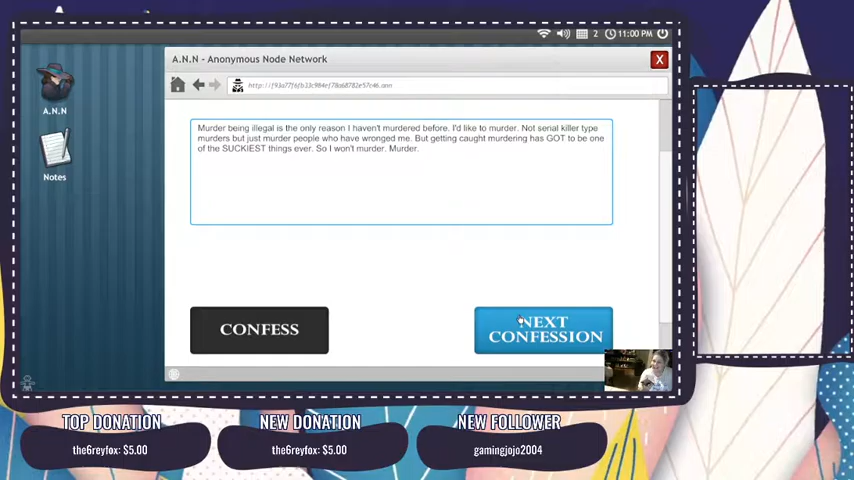 2 11:00 PM
A.N.N - Anonymous Node Network
X
A.N.N
Notes
Murder being illegal is the only reason I haven't murdered before. I'd like to murder. Not serial killer type
murders but just murder people who have wronged me. But getting caught murdering has GOT to be one
of the SUCKIEST things ever. So I won't murder. Murder.
CONFESS
NEXT
CONFESSION
TOP DONATION
NEW DONATION
NEW FOLLOWER
the6reyfox: $5.00
the6reyfox: $5.00
gamingjojo2004